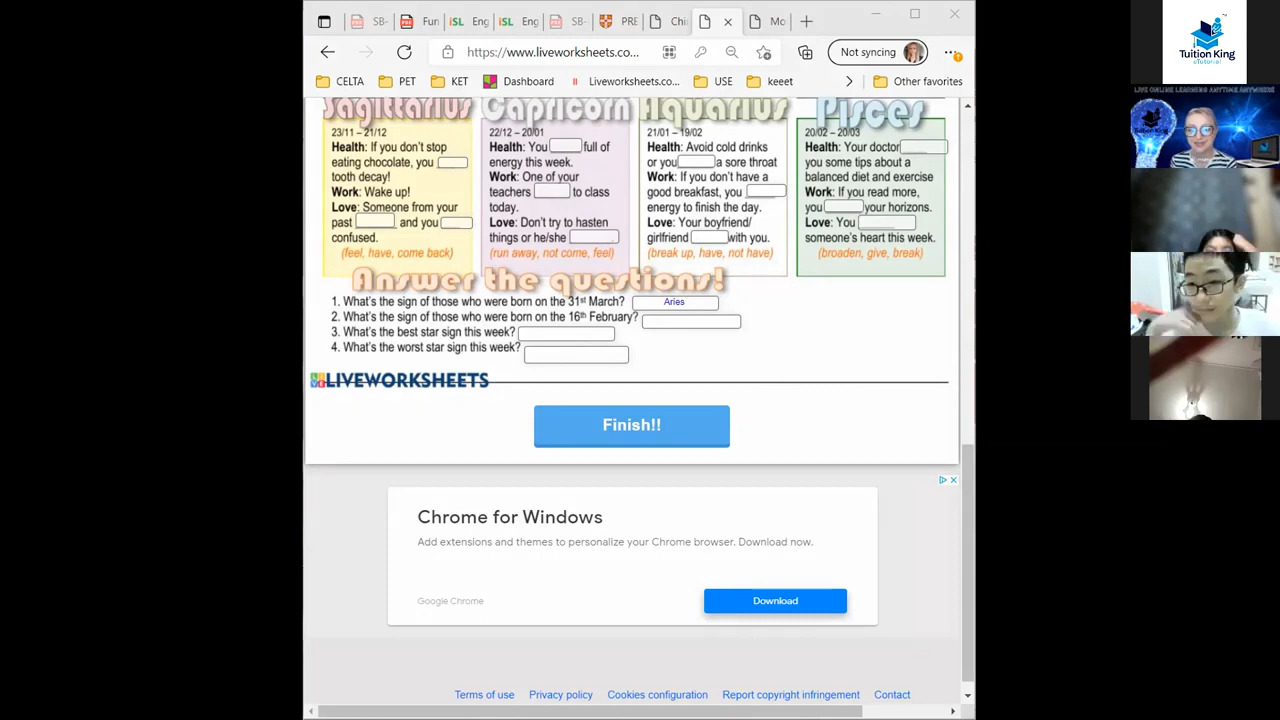 SB-
Fun
iSL Eng
iSL Eng
SB-
PRE
Chi
Mo
https://www.liveworksheets.co...
Not syncing
CELTA
PET
KET
Dashboard
Liveworksheets.co...
USE
keeet
Other favorites
Sagittarius
23/11 – 21/12
Health: If you don't stop
eating chocolate, you
tooth decay!
Work: Wake up!
Love: Someone from your
past and you
confused.
(feel, have, come back)
Capricorn
22/12 – 20/01
Health: You full of
energy this week.
Work: One of your
teachers to class
today.
Love: Don't try to hasten
things or he/she
(run away, not come, feel)
Aquarius
21/01 – 19/02
Health: Avoid cold drinks
or you a sore throat
Work: If you don't have a
good breakfast, you
energy to finish the day.
Love: Your boyfriend/
girlfriend with you.
(break up, have, not have)
Pisces
20/02 – 20/03
Health: Your doctor
you some tips about a
balanced diet and exercise
Work: If you read more,
you your horizons.
Love: You
someone's heart this week.
(broaden, give, break)
Answer the questions!
1. What's the sign of those who were born on the 31st March? Aries
2. What's the sign of those who were born on the 16th February?
3. What's the best star sign this week?
4. What's the worst star sign this week?
LIVEWORKSHEETS
Finish!!
Chrome for Windows
Add extensions and themes to personalize your Chrome browser. Download now.
Google Chrome
Download
Terms of use
Privacy policy
Cookies configuration
Report copyright infringement
Contact
Tuition King
eTutorial
LIVE ONLINE LEARNING ANYTIME ANYWHERE